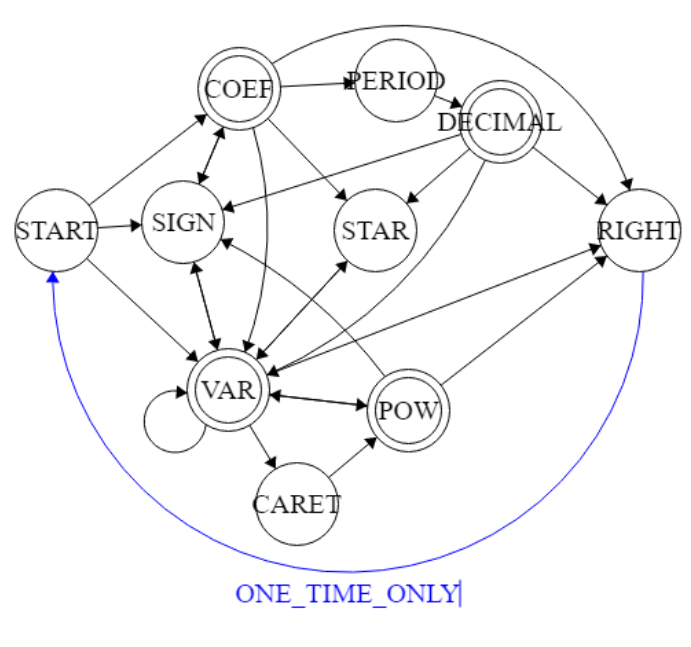 COEF
PERIOD
DECIMAL
START
SIGN
STAR
RIGHT
VAR
POW
CARET
ONE_TIME_ONLY